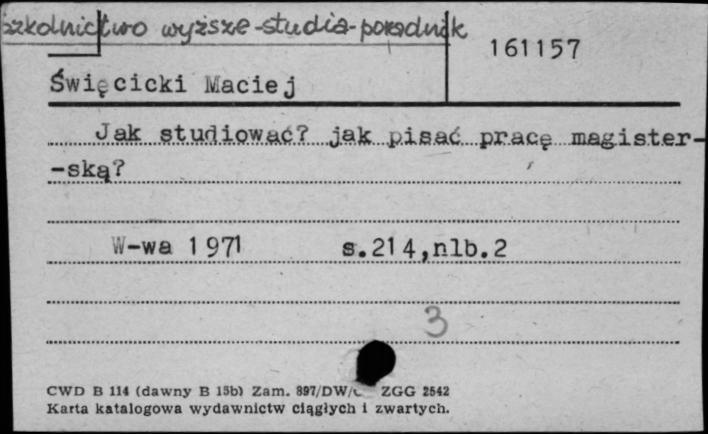 szkolnictwo wyższe-studia-poradnik
161157
Święcicki Maciej
Jak studiować? jak pisać pracę magister-
-ską?
W-wa 1971 s.214,nlb.2
3
CWD B 114 (dawny B 15b) Zam. 897/DW/ ZGG 2542
Karta katalogowa wydawnictw ciągłych i zwartych.